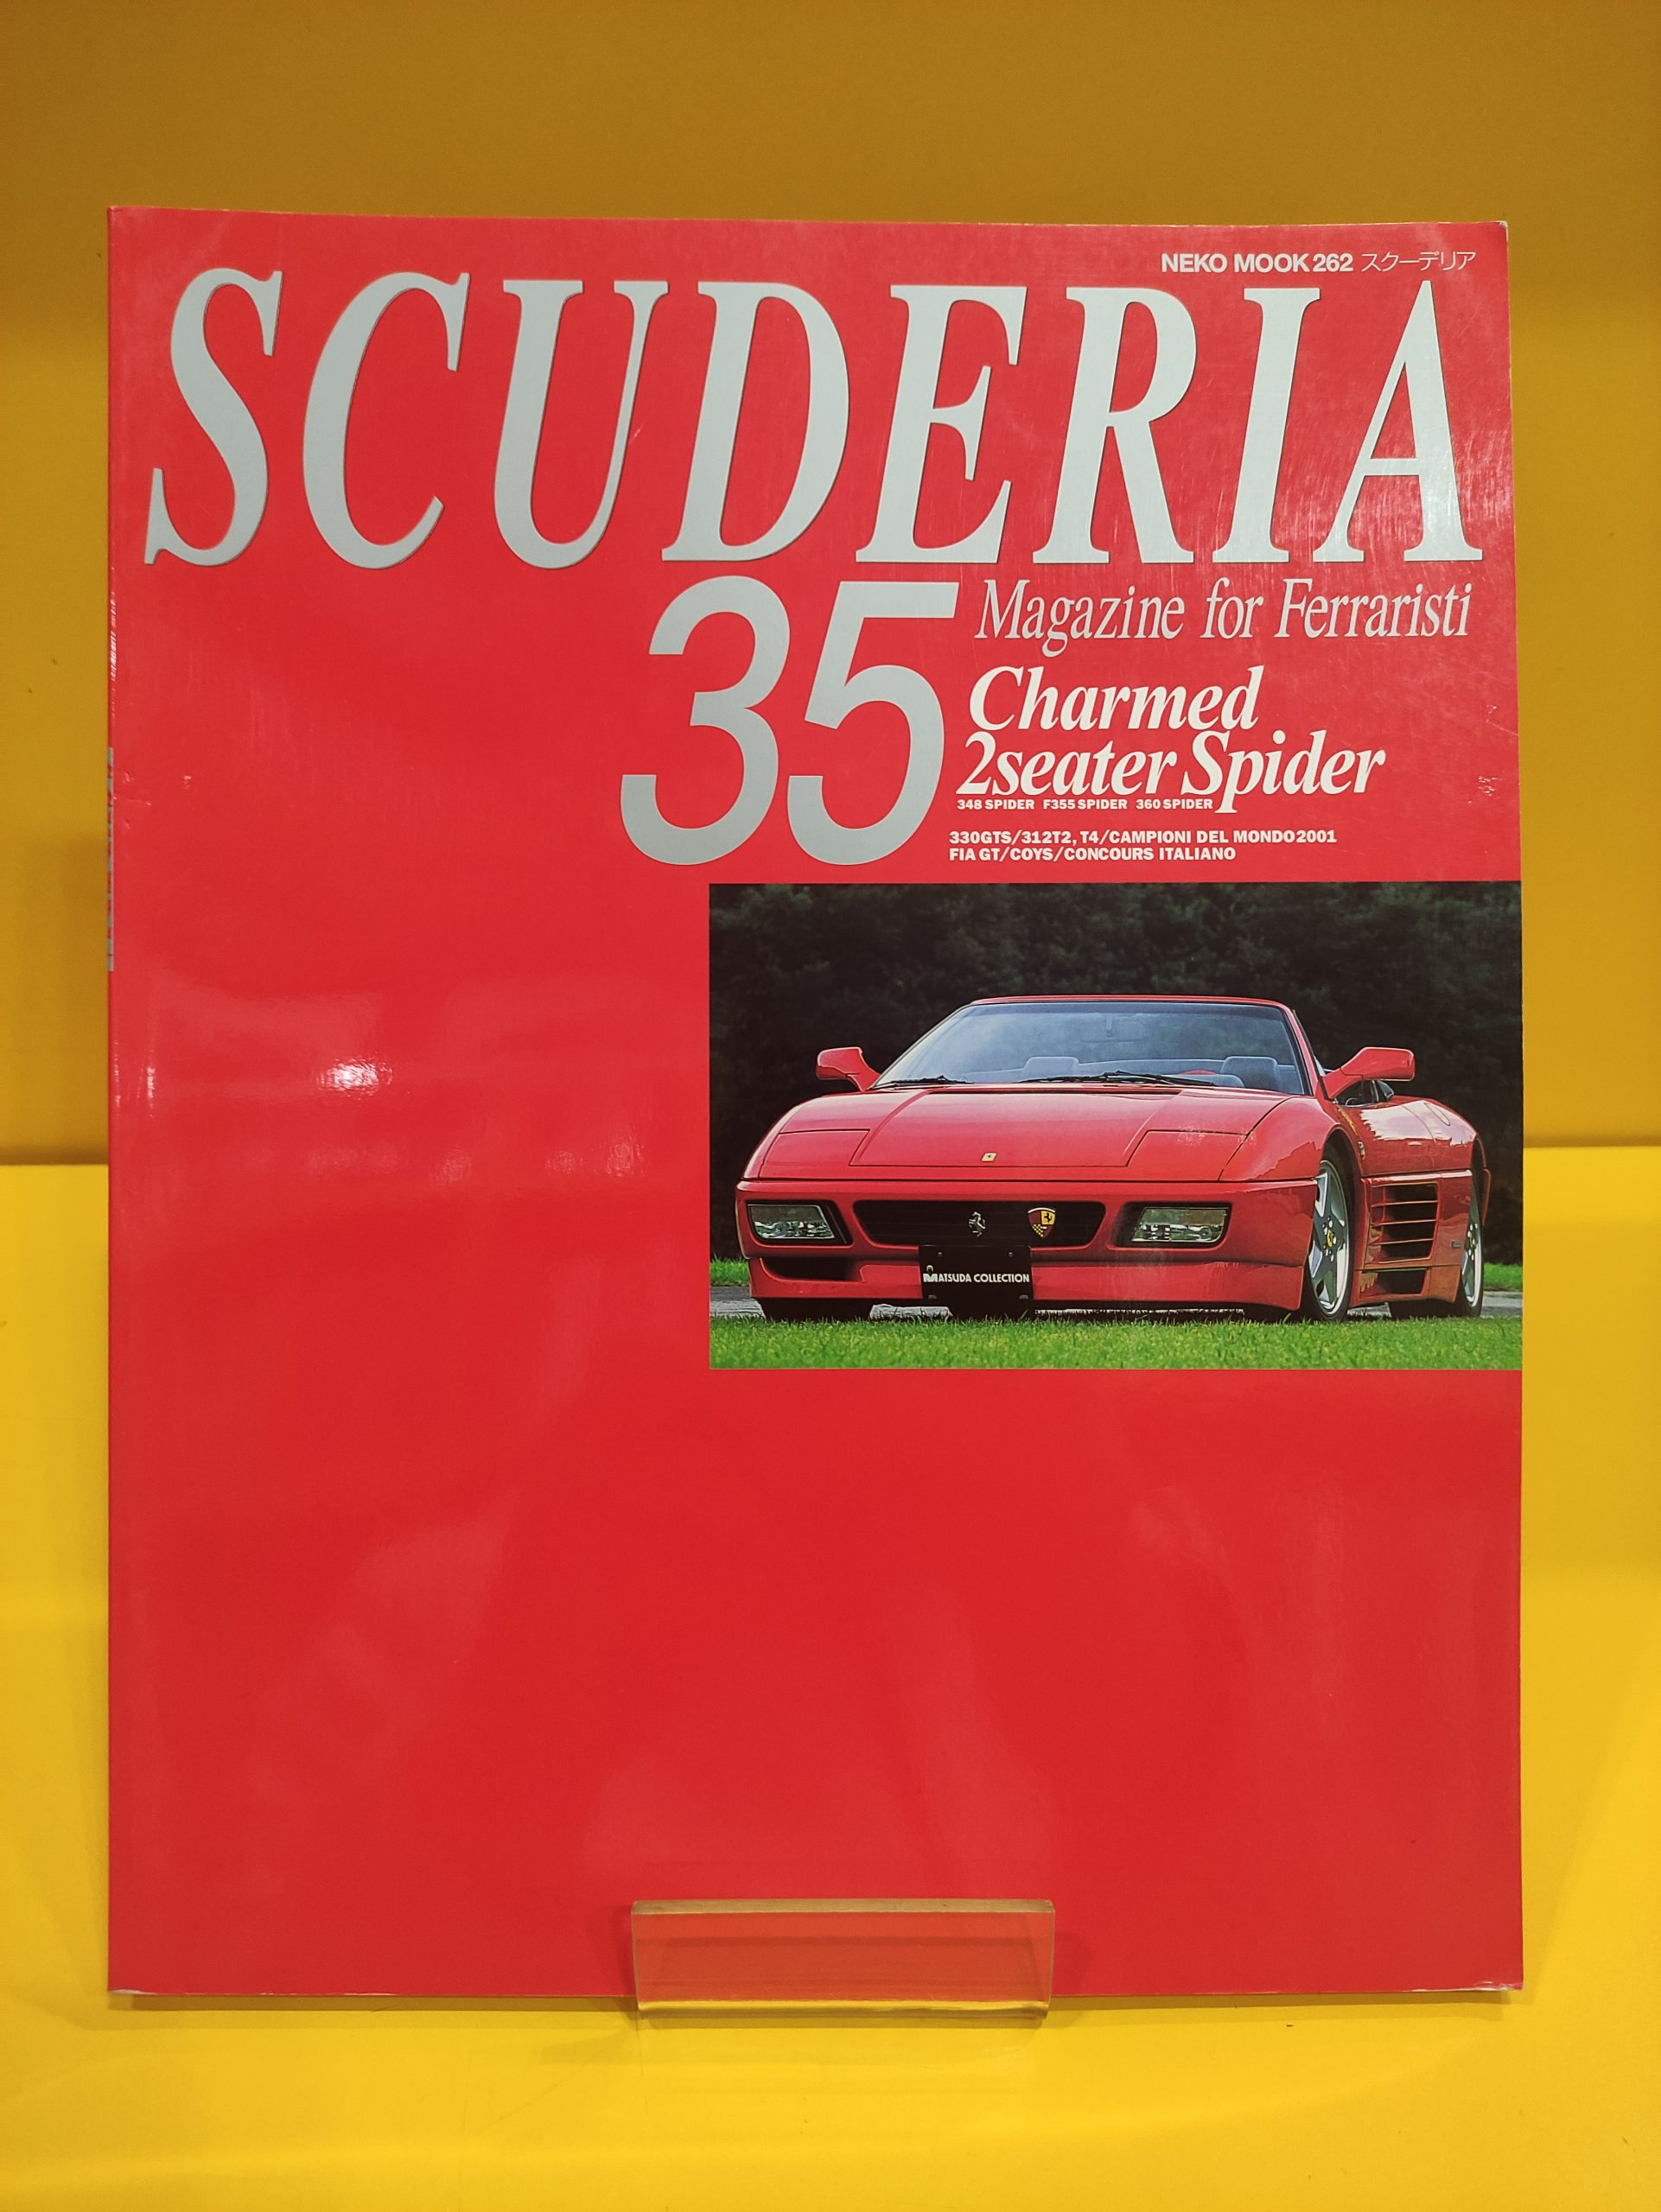 NEKO MOOK 262 スクーデリア
SCUDERIA
35
Magazine for Ferraristi
Charmed
2seater Spider
348 SPIDER F355 SPIDER 360 SPIDER
330GTS/312T2, T4/CAMPIONI DEL MONDO 2001
FIA GT/COYS/CONCOURS ITALIANO
MATSUDA COLLECTION